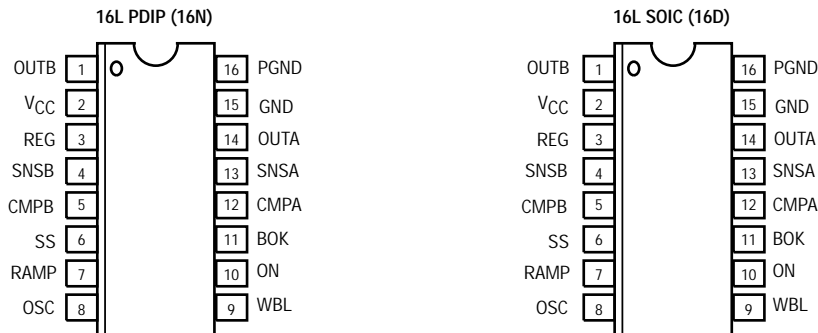 16L PDIP (16N)
OUTB 1 16 PGND
VCC 2 15 GND
REG 3 14 OUTA
SNSB 4 13 SNSA
CMPB 5 12 CMPA
SS 6 11 BOK
RAMP 7 10 ON
OSC 8 9 WBL
16L SOIC (16D)
OUTB 1 16 PGND
VCC 2 15 GND
REG 3 14 OUTA
SNSB 4 13 SNSA
CMPB 5 12 CMPA
SS 6 11 BOK
RAMP 7 10 ON
OSC 8 9 WBL